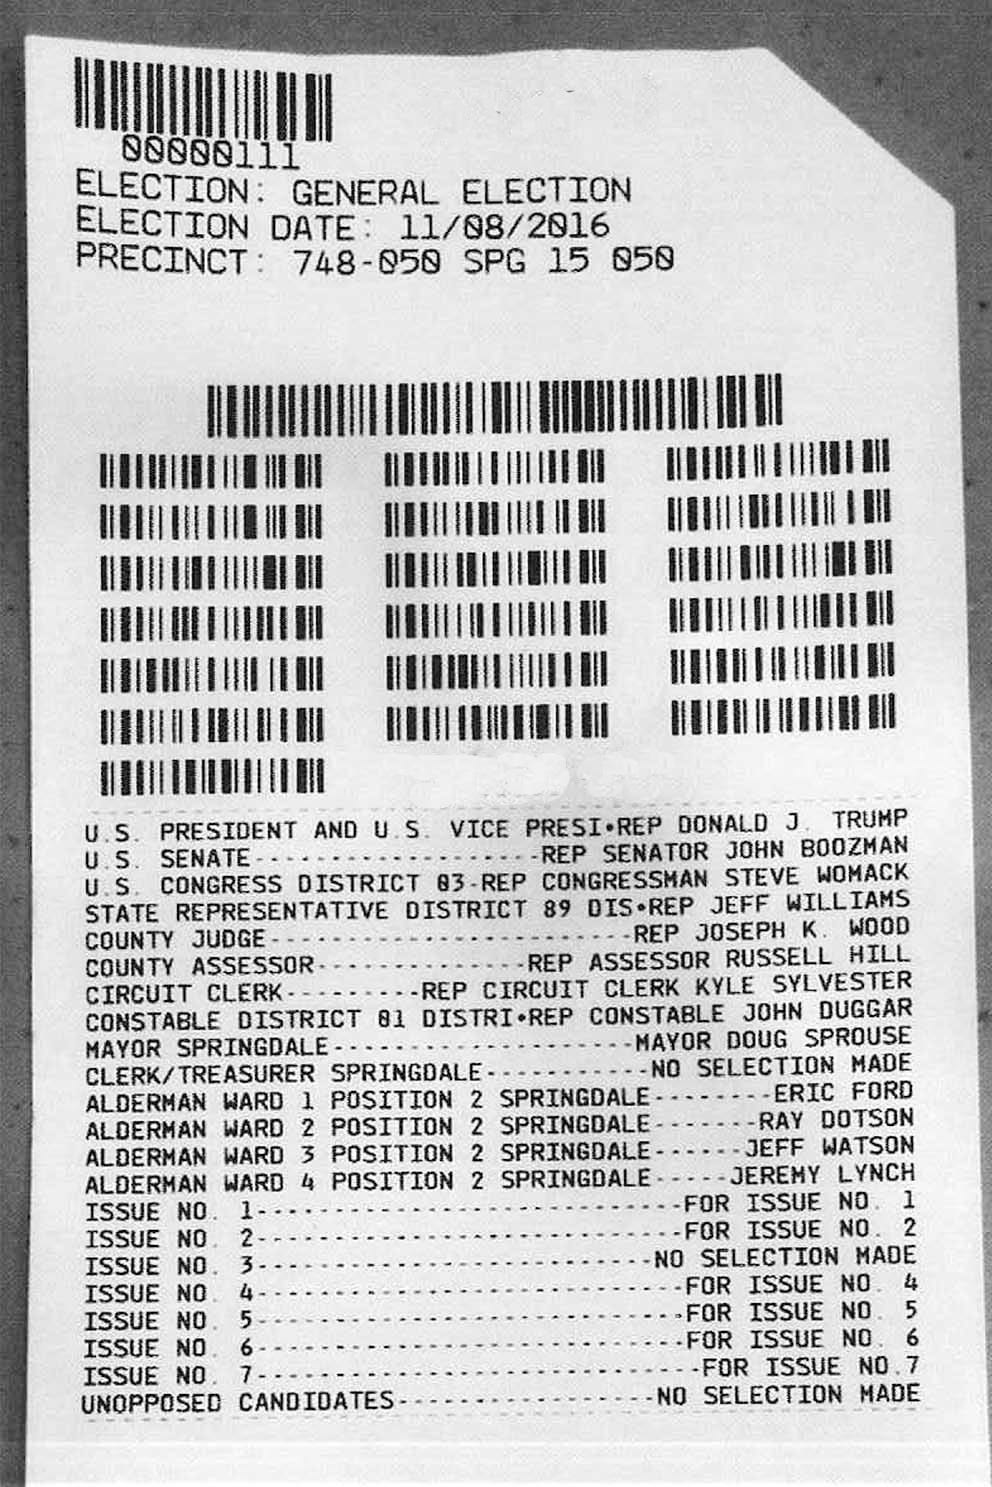 00000111
ELECTION: GENERAL ELECTION
ELECTION DATE: 11/08/2016
PRECINCT: 748-050 SPG 15 050
U.S. PRESIDENT AND U.S. VICE PRESI•REP DONALD J. TRUMP
U.S. SENATE-------------------REP SENATOR JOHN BOOZMAN
U.S. CONGRESS DISTRICT 03-REP CONGRESSMAN STEVE WOMACK
STATE REPRESENTATIVE DISTRICT 89 DIS•REP JEFF WILLIAMS
COUNTY JUDGE------------------------REP JOSEPH K. WOOD
COUNTY ASSESSOR--------------REP ASSESSOR RUSSELL HILL
CIRCUIT CLERK---------REP CIRCUIT CLERK KYLE SYLVESTER
CONSTABLE DISTRICT 01 DISTRI•REP CONSTABLE JOHN DUGGAR
MAYOR SPRINGDALE--------------------MAYOR DOUG SPROUSE
CLERK/TREASURER SPRINGDALE-----------NO SELECTION MADE
ALDERMAN WARD 1 POSITION 2 SPRINGDALE--------ERIC FORD
ALDERMAN WARD 2 POSITION 2 SPRINGDALE-------RAY DOTSON
ALDERMAN WARD 3 POSITION 2 SPRINGDALE------JEFF WATSON
ALDERMAN WARD 4 POSITION 2 SPRINGDALE-----JEREMY LYNCH
ISSUE NO. 1----------------------------FOR ISSUE NO. 1
ISSUE NO. 2----------------------------FOR ISSUE NO. 2
ISSUE NO. 3--------------------------NO SELECTION MADE
ISSUE NO. 4----------------------------FOR ISSUE NO. 4
ISSUE NO. 5----------------------------FOR ISSUE NO. 5
ISSUE NO. 6----------------------------FOR ISSUE NO. 6
ISSUE NO. 7-----------------------------FOR ISSUE NO.7
UNOPPOSED CANDIDATES-----------------NO SELECTION MADE